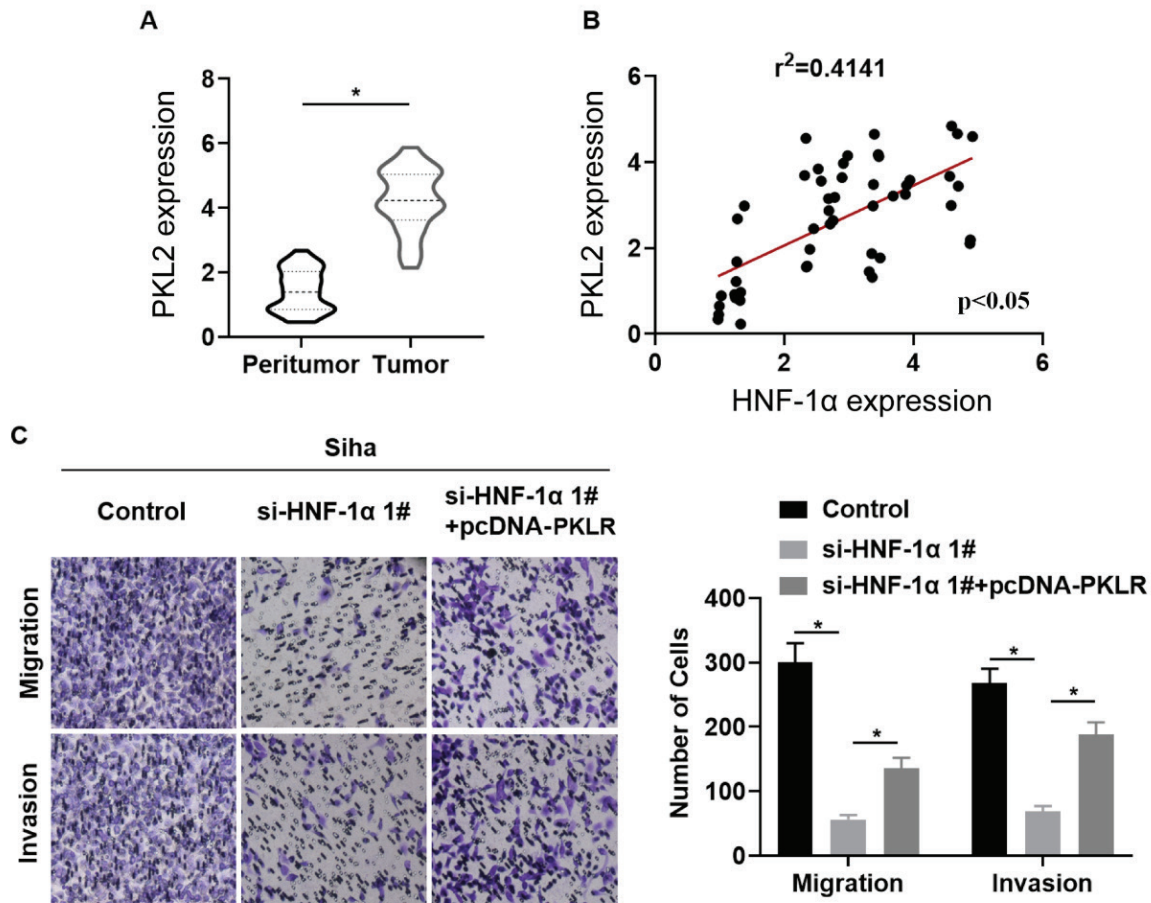 A
PKL2 expression
8
6
4
2
0
*
Peritumor Tumor
B
r²=0.4141
PKL2 expression
6
4
2
0
p<0.05
0 2 4 6
HNF-1α expression
C
Siha
Control
si-HNF-1α 1#
si-HNF-1α 1#
+pcDNA-PKLR
Migration
Invasion
Control
si-HNF-1α 1#
si-HNF-1α 1#+pcDNA-PKLR
Number of Cells
400
300
200
100
0
*
*
*
*
Migration Invasion